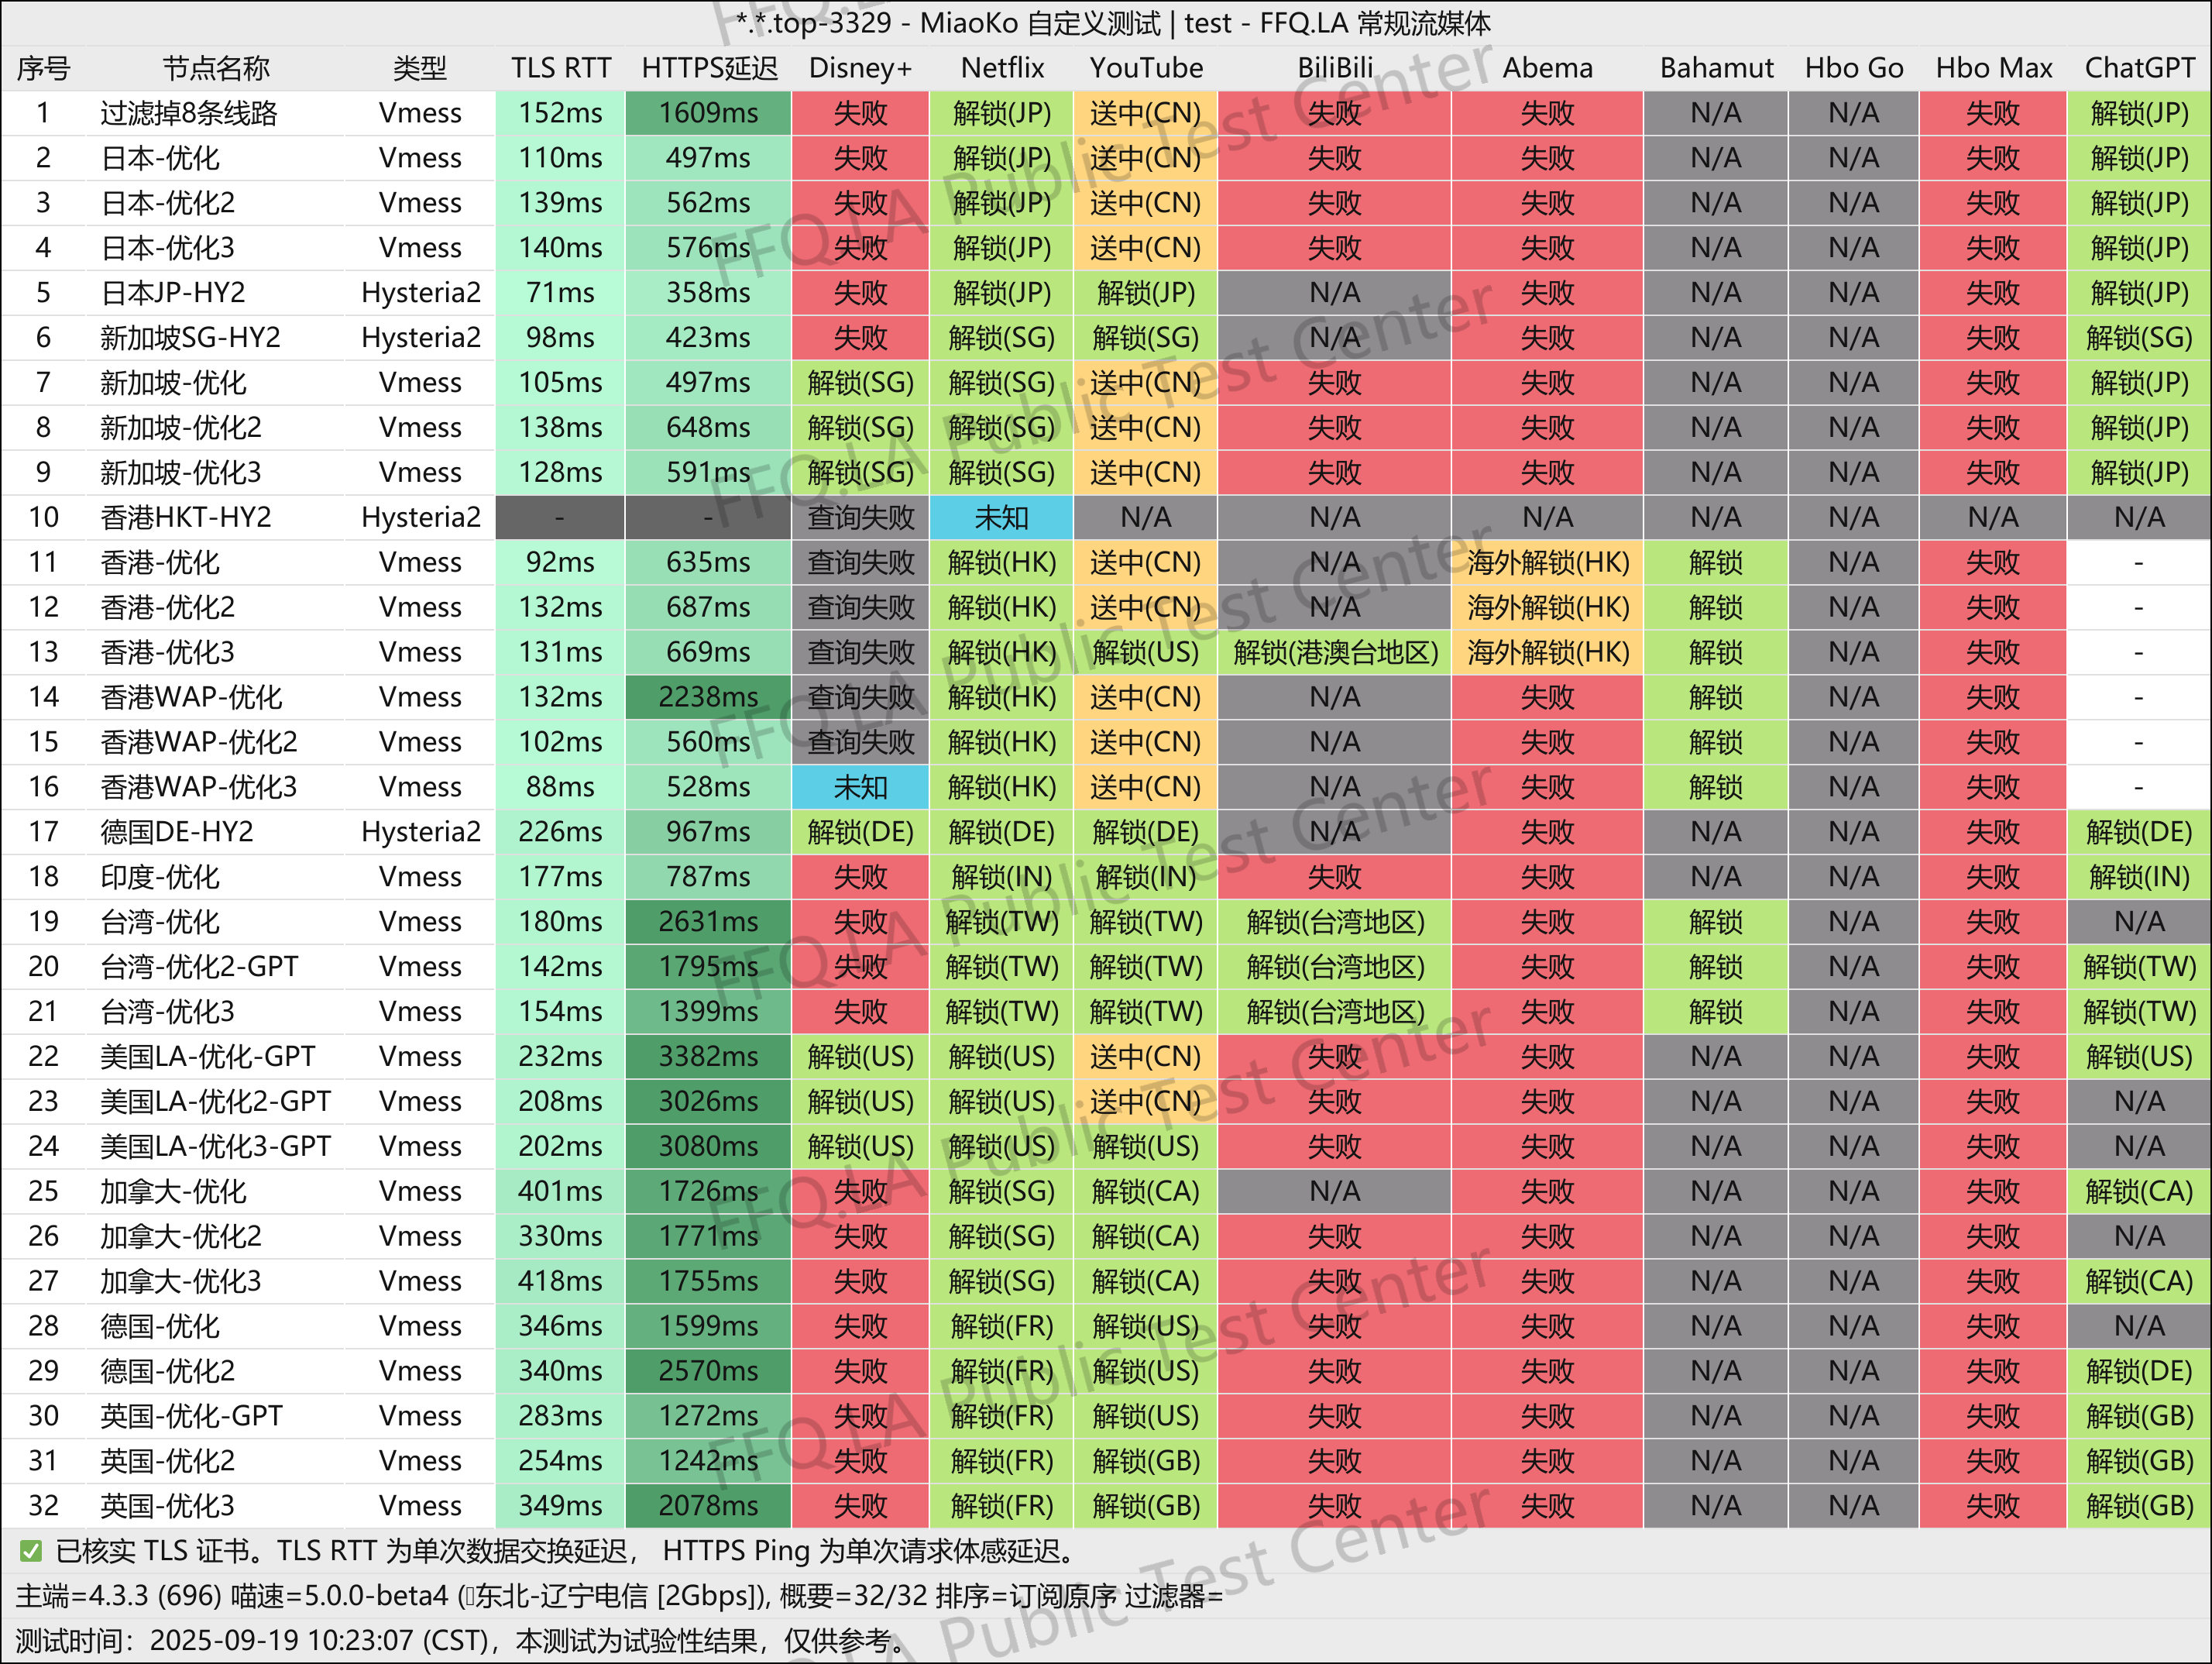 *.*.top-3329 - MiaoKo 自定义测试 | test - FFQ.LA 常规流媒体
序号 节点名称 类型 TLS RTT HTTPS延迟 Disney+ Netflix YouTube BiliBili Abema Bahamut Hbo Go Hbo Max ChatGPT
1 过滤掉8条线路 Vmess 152ms 1609ms 失败 解锁(JP) 送中(CN) 失败 失败 N/A N/A 失败 解锁(JP)
2 日本-优化 Vmess 110ms 497ms 失败 解锁(JP) 送中(CN) 失败 失败 N/A N/A 失败 解锁(JP)
3 日本-优化2 Vmess 139ms 562ms 失败 解锁(JP) 送中(CN) 失败 失败 N/A N/A 失败 解锁(JP)
4 日本-优化3 Vmess 140ms 576ms 失败 解锁(JP) 送中(CN) 失败 失败 N/A N/A 失败 解锁(JP)
5 日本JP-HY2 Hysteria2 71ms 358ms 失败 解锁(JP) 解锁(JP) N/A 失败 N/A N/A 失败 解锁(JP)
6 新加坡SG-HY2 Hysteria2 98ms 423ms 失败 解锁(SG) 解锁(SG) N/A 失败 N/A N/A 失败 解锁(SG)
7 新加坡-优化 Vmess 105ms 497ms 解锁(SG) 解锁(SG) 送中(CN) 失败 失败 N/A N/A 失败 解锁(JP)
8 新加坡-优化2 Vmess 138ms 648ms 解锁(SG) 解锁(SG) 送中(CN) 失败 失败 N/A N/A 失败 解锁(JP)
9 新加坡-优化3 Vmess 128ms 591ms 解锁(SG) 解锁(SG) 送中(CN) 失败 失败 N/A N/A 失败 解锁(JP)
10 香港HKT-HY2 Hysteria2 - - 查询失败 未知 N/A N/A N/A N/A N/A N/A N/A
11 香港-优化 Vmess 92ms 635ms 查询失败 解锁(HK) 送中(CN) N/A 海外解锁(HK) 解锁 N/A 失败 -
12 香港-优化2 Vmess 132ms 687ms 查询失败 解锁(HK) 送中(CN) N/A 海外解锁(HK) 解锁 N/A 失败 -
13 香港-优化3 Vmess 131ms 669ms 查询失败 解锁(HK) 解锁(US) 解锁(港澳台地区) 海外解锁(HK) 解锁 N/A 失败 -
14 香港WAP-优化 Vmess 132ms 2238ms 查询失败 解锁(HK) 送中(CN) N/A 失败 解锁 N/A 失败 -
15 香港WAP-优化2 Vmess 102ms 560ms 查询失败 解锁(HK) 送中(CN) N/A 失败 解锁 N/A 失败 -
16 香港WAP-优化3 Vmess 88ms 528ms 未知 解锁(HK) 送中(CN) N/A 失败 解锁 N/A 失败 -
17 德国DE-HY2 Hysteria2 226ms 967ms 解锁(DE) 解锁(DE) 解锁(DE) N/A 失败 N/A N/A 失败 解锁(DE)
18 印度-优化 Vmess 177ms 787ms 失败 解锁(IN) 解锁(IN) 失败 失败 N/A N/A 失败 解锁(IN)
19 台湾-优化 Vmess 180ms 2631ms 失败 解锁(TW) 解锁(TW) 解锁(台湾地区) 失败 解锁 N/A 失败 N/A
20 台湾-优化2-GPT Vmess 142ms 1795ms 失败 解锁(TW) 解锁(TW) 解锁(台湾地区) 失败 解锁 N/A 失败 解锁(TW)
21 台湾-优化3 Vmess 154ms 1399ms 失败 解锁(TW) 解锁(TW) 解锁(台湾地区) 失败 解锁 N/A 失败 解锁(TW)
22 美国LA-优化-GPT Vmess 232ms 3382ms 解锁(US) 解锁(US) 送中(CN) 失败 失败 N/A N/A 失败 解锁(US)
23 美国LA-优化2-GPT Vmess 208ms 3026ms 解锁(US) 解锁(US) 送中(CN) 失败 失败 N/A N/A 失败 N/A
24 美国LA-优化3-GPT Vmess 202ms 3080ms 解锁(US) 解锁(US) 解锁(US) 失败 失败 N/A N/A 失败 N/A
25 加拿大-优化 Vmess 401ms 1726ms 失败 解锁(SG) 解锁(CA) N/A 失败 N/A N/A 失败 解锁(CA)
26 加拿大-优化2 Vmess 330ms 1771ms 失败 解锁(SG) 解锁(CA) 失败 失败 N/A N/A 失败 N/A
27 加拿大-优化3 Vmess 418ms 1755ms 失败 解锁(SG) 解锁(CA) 失败 失败 N/A N/A 失败 解锁(CA)
28 德国-优化 Vmess 346ms 1599ms 失败 解锁(FR) 解锁(US) 失败 失败 N/A N/A 失败 N/A
29 德国-优化2 Vmess 340ms 2570ms 失败 解锁(FR) 解锁(US) 失败 失败 N/A N/A 失败 解锁(DE)
30 英国-优化-GPT Vmess 283ms 1272ms 失败 解锁(FR) 解锁(US) 失败 失败 N/A N/A 失败 解锁(GB)
31 英国-优化2 Vmess 254ms 1242ms 失败 解锁(FR) 解锁(GB) 失败 失败 N/A N/A 失败 解锁(GB)
32 英国-优化3 Vmess 349ms 2078ms 失败 解锁(FR) 解锁(GB) 失败 失败 N/A N/A 失败 解锁(GB)
✅ 已核实 TLS 证书。TLS RTT 为单次数据交换延迟， HTTPS Ping 为单次请求体感延迟。
主端=4.3.3 (696) 喵速=5.0.0-beta4 (东北-辽宁电信 [2Gbps]), 概要=32/32 排序=订阅原序 过滤器=
测试时间：2025-09-19 10:23:07 (CST)，本测试为试验性结果，仅供参考。
FFQ.LA Public Test Center